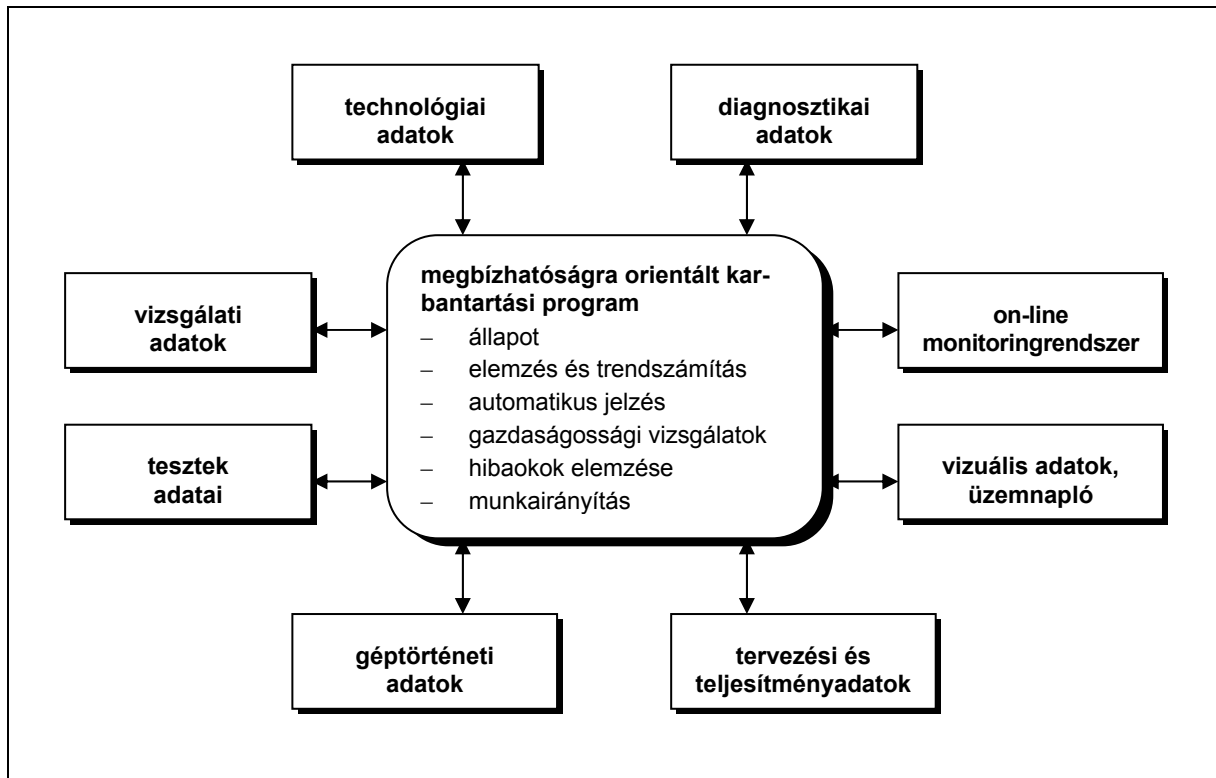 technológiai
adatok
diagnosztikai
adatok
megbízhatóságra orientált kar-
bantartási program
– állapot
– elemzés és trendszámítás
– automatikus jelzés
– gazdaságossági vizsgálatok
– hibaokok elemzése
– munkairányítás
vizsgálati
adatok
on-line
monitoringrendszer
tesztek
adatai
vizuális adatok,
üzemnapló
géptörténeti
adatok
tervezési és
teljesítményadatok